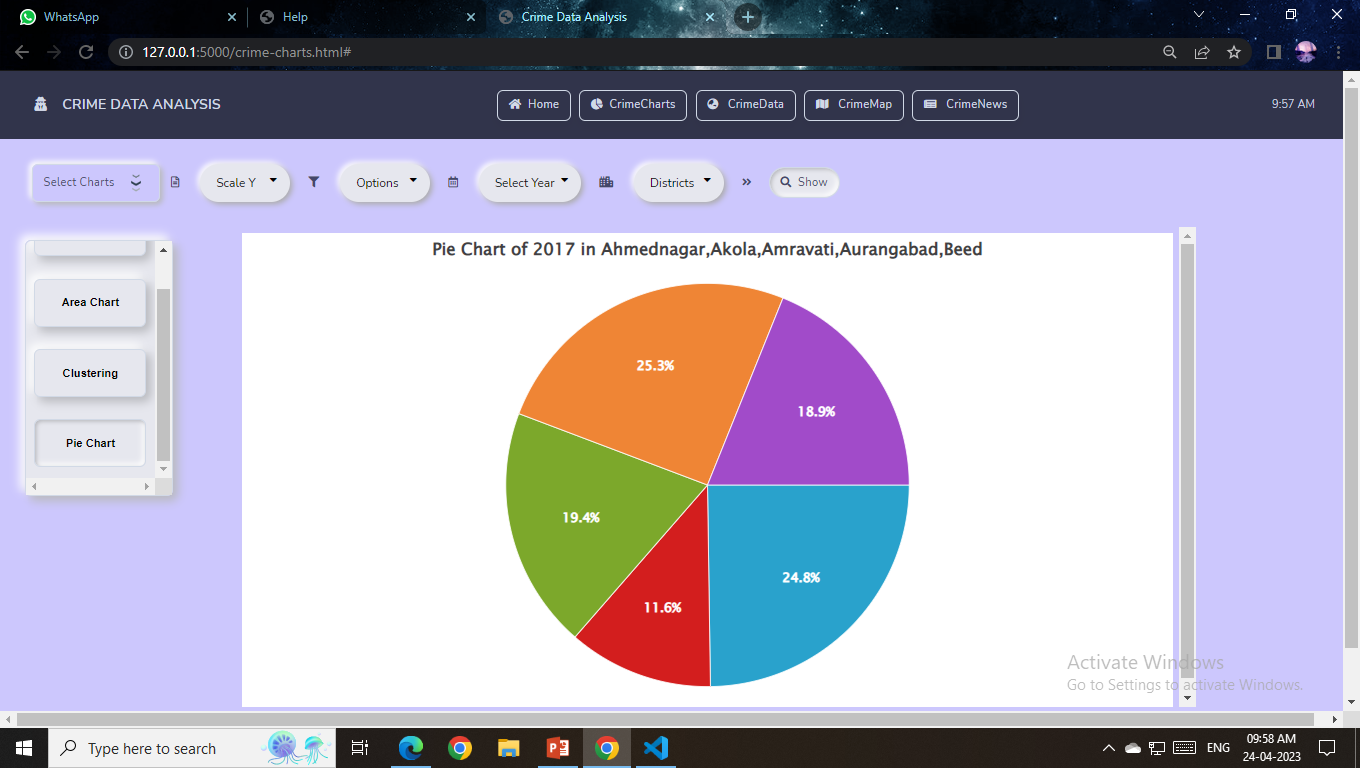 WhatsApp
Help
Crime Data Analysis
127.0.0.1:5000/crime-charts.html#
CRIME DATA ANALYSIS
Home
CrimeCharts
CrimeData
CrimeMap
CrimeNews
9:57 AM
Select Charts
Scale Y
Options
Select Year
Districts
Show
Area Chart
Clustering
Pie Chart
Pie Chart of 2017 in Ahmednagar,Akola,Amravati,Aurangabad,Beed
25.3%
18.9%
19.4%
24.8%
11.6%
Activate Windows
Go to Settings to activate Windows.
Type here to search
ENG
09:58 AM
24-04-2023